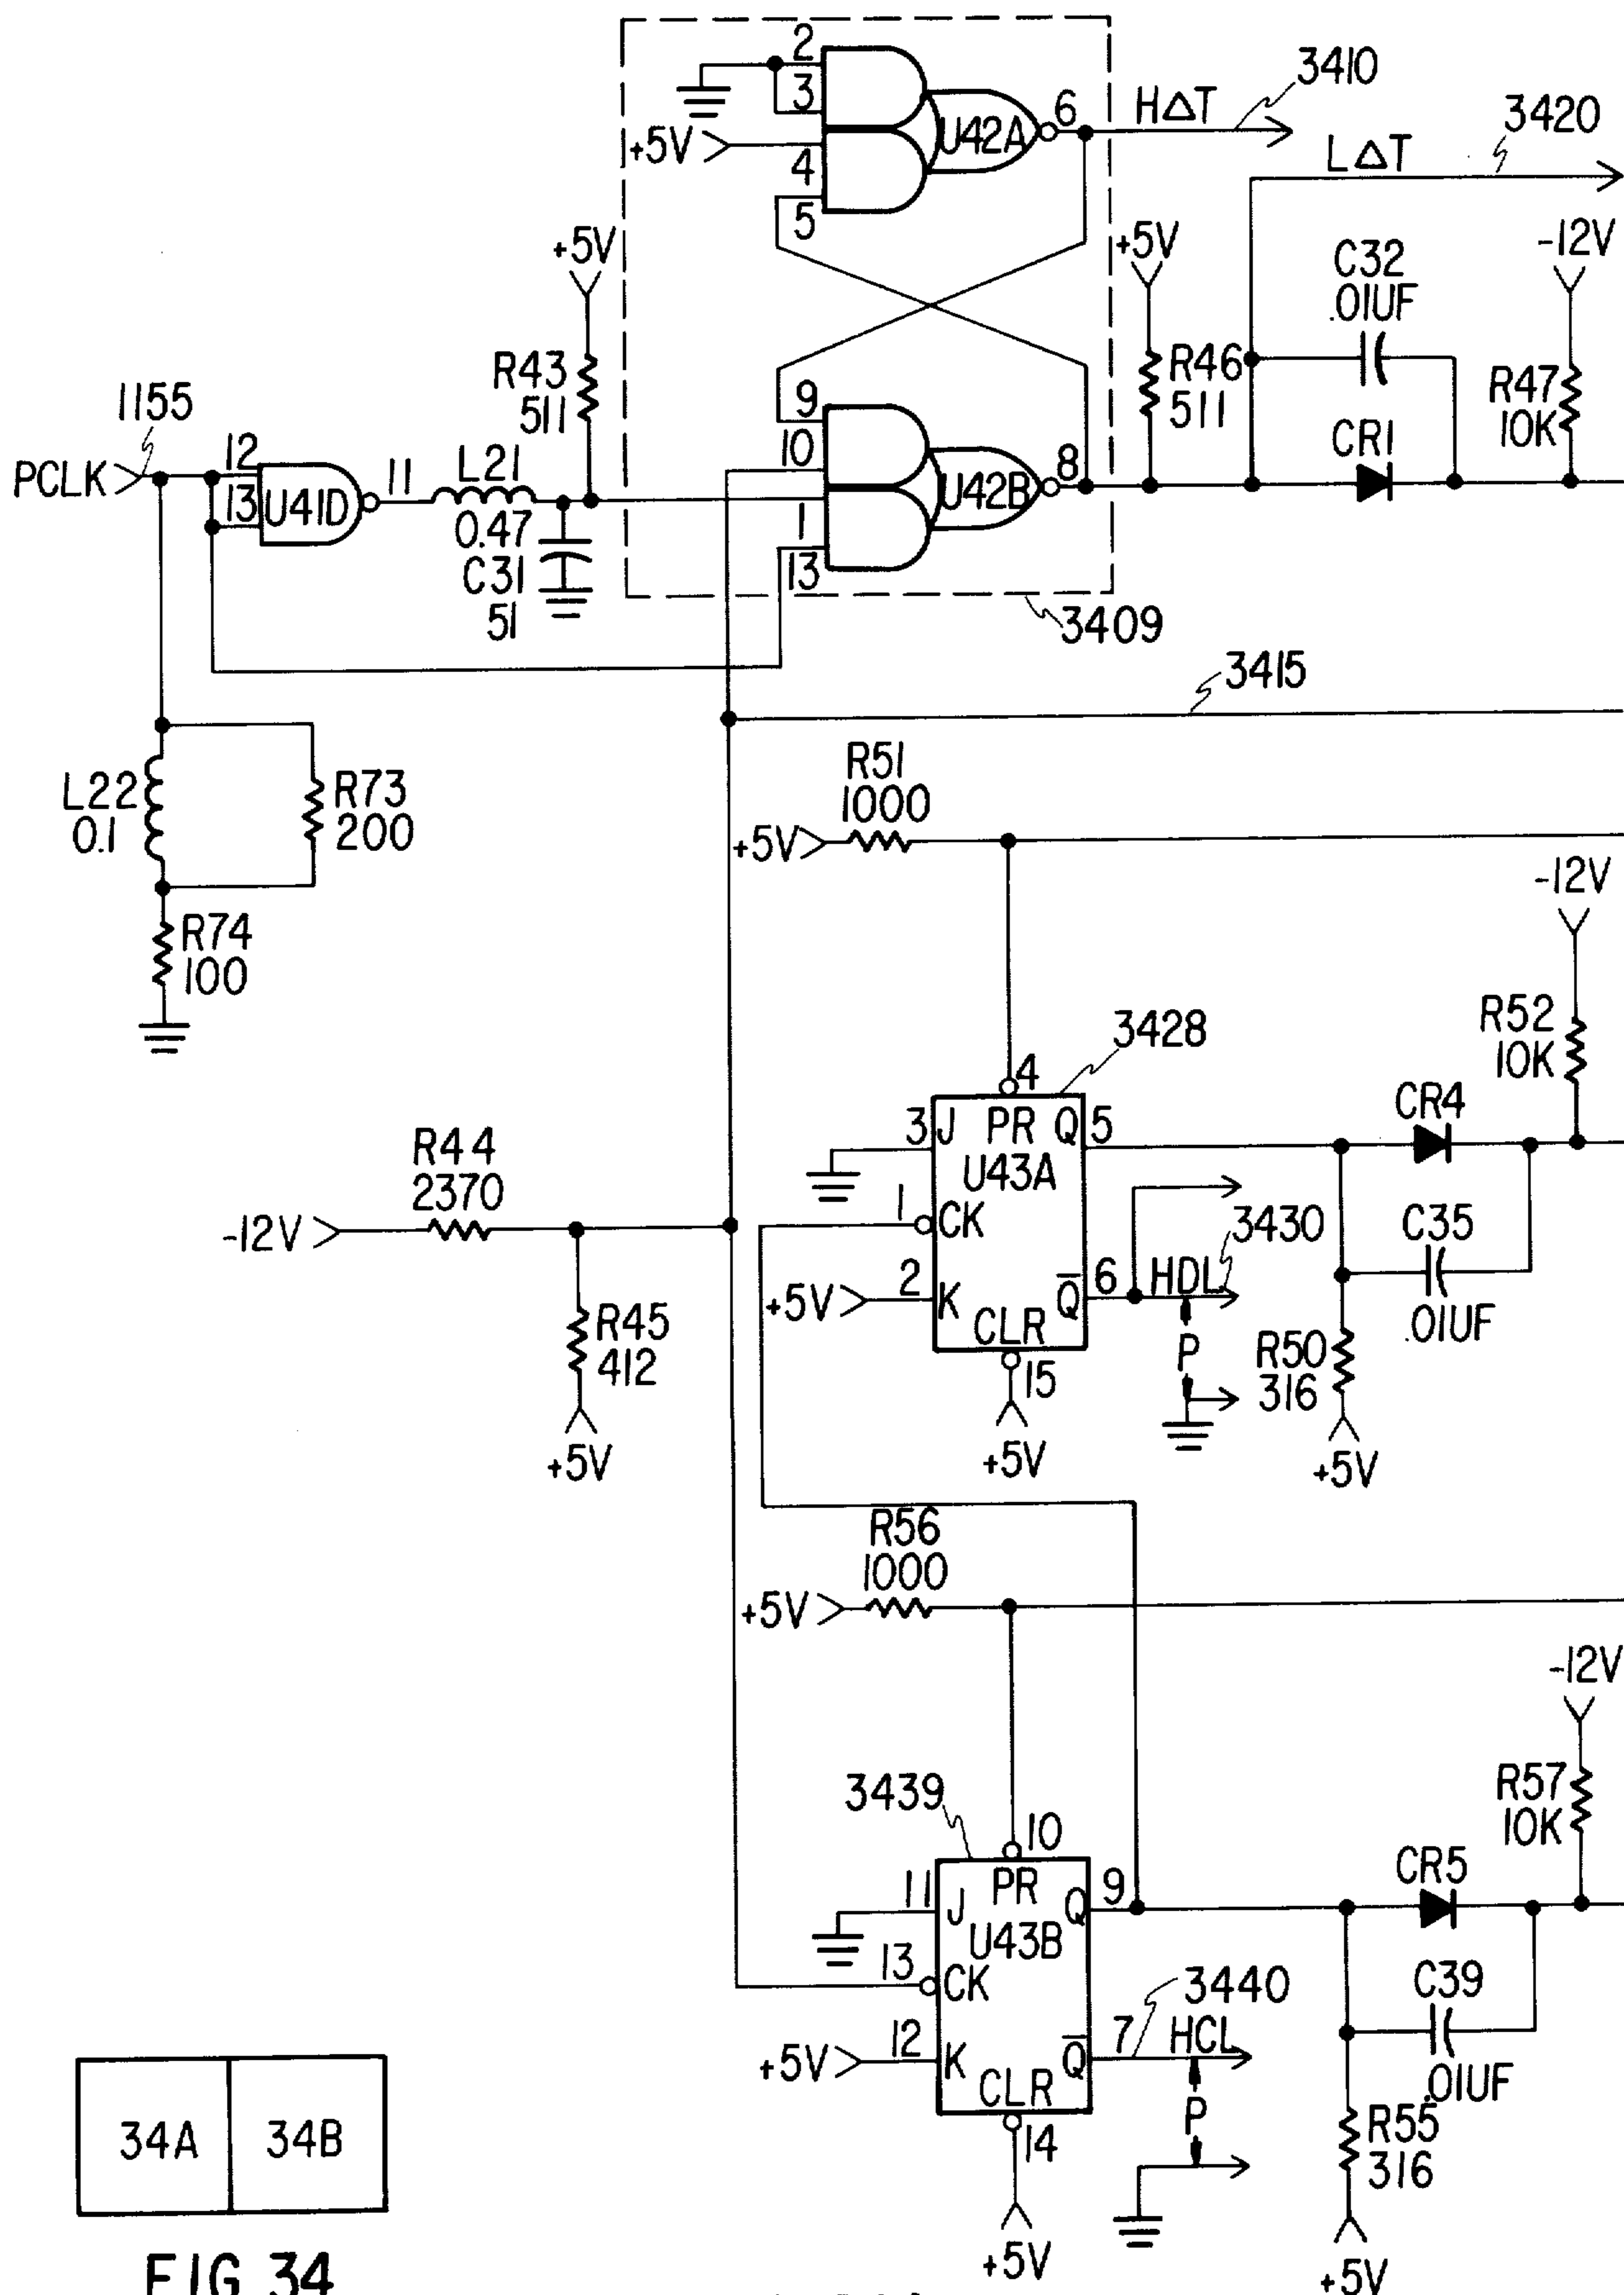 2
3
+5V
4
5
U42A
6
HΔT
3410
LΔT
3420
+5V
R43
511
+5V
R46
511
C32
.01UF
-12V
R47
10K
CR1
1155
PCLK
12
13
U41D
11
L21
0.47
C31
51
9
10
1
13
U42B
8
3409
3415
L22
0.1
R73
200
R74
100
R51
1000
+5V
-12V
R52
10K
3428
4
3
J
PR
Q
5
U43A
1
CK
2
+5V
K
CLR
Q
6
15
+5V
HDL
3430
P
CR4
C35
.01UF
R50
316
+5V
R44
2370
-12V
R45
412
+5V
R56
1000
+5V
-12V
R57
10K
3439
10
11
J
PR
Q
9
U43B
13
CK
12
+5V
K
CLR
Q
7
14
+5V
HCL
3440
P
CR5
C39
.01UF
R55
316
+5V
34A
34B
FIG 34